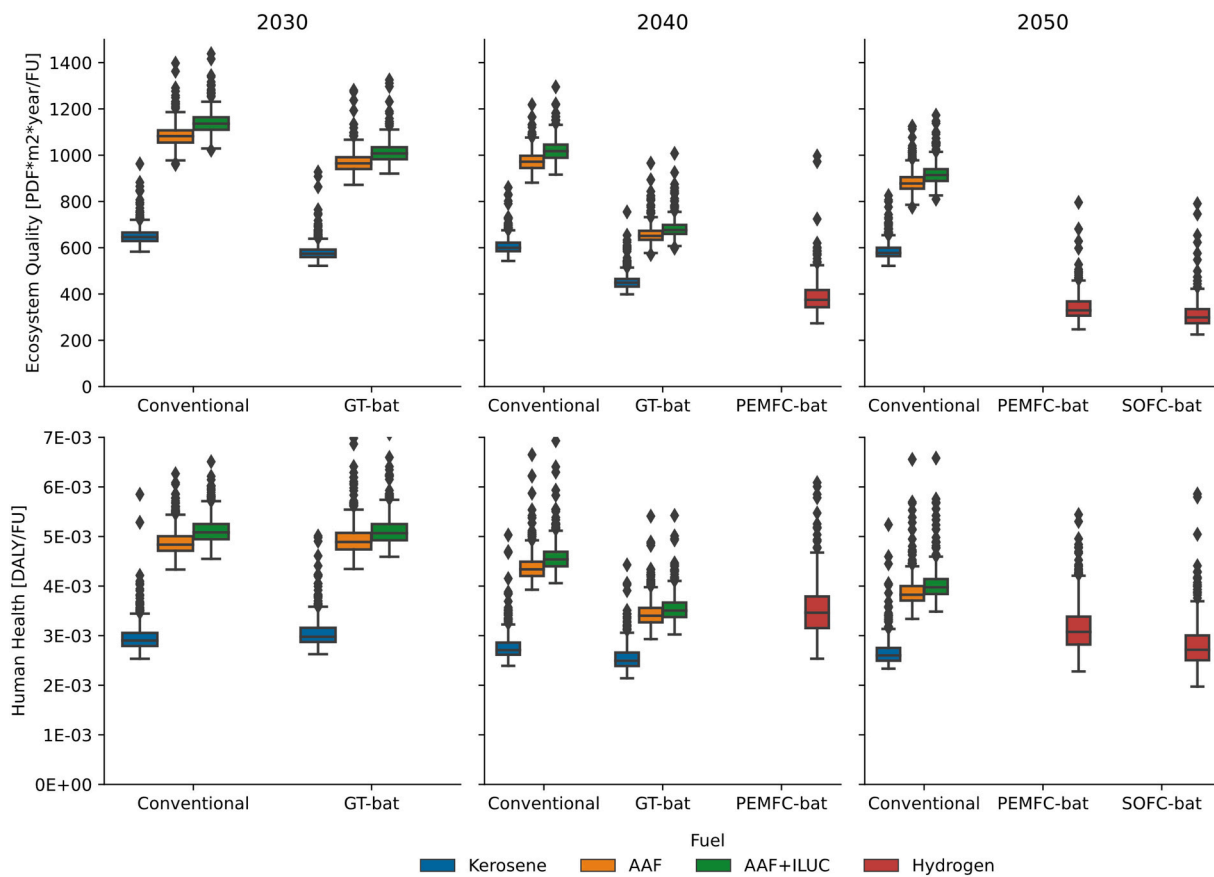 2030 2040 2050
Ecosystem Quality [PDF*m2*year/FU]
1400
1200
1000
800
600
400
200
0
Conventional GT-bat Conventional GT-bat PEMFC-bat Conventional PEMFC-bat SOFC-bat
Human Health [DALY/FU]
7E-03
6E-03
5E-03
4E-03
3E-03
2E-03
1E-03
0E+00
Conventional GT-bat Conventional GT-bat PEMFC-bat Conventional PEMFC-bat SOFC-bat
Fuel
Kerosene AAF AAF+ILUC Hydrogen